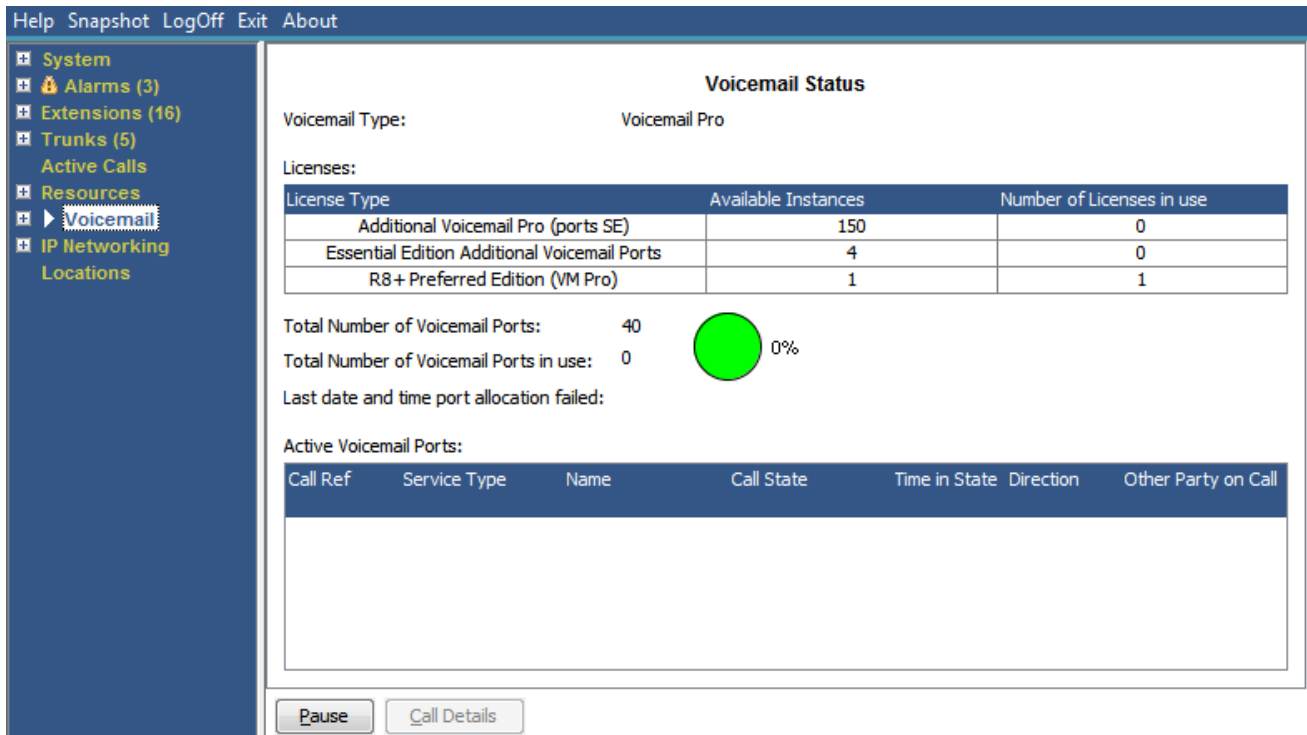 Help Snapshot LogOff Exit About
System
Alarms (3)
Extensions (16)
Trunks (5)
Active Calls
Resources
Voicemail
IP Networking
Locations
Voicemail Status
Voicemail Type: Voicemail Pro
Licenses:
License Type Available Instances Number of Licenses in use
Additional Voicemail Pro (ports SE) 150 0
Essential Edition Additional Voicemail Ports 4 0
R8+ Preferred Edition (VM Pro) 1 1
Total Number of Voicemail Ports: 40
0%
Total Number of Voicemail Ports in use: 0
Last date and time port allocation failed:
Active Voicemail Ports:
Call Ref Service Type Name Call State Time in State Direction Other Party on Call
Pause Call Details